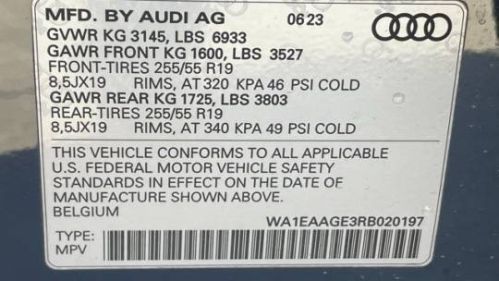 MFD. BY AUDI AG 06 23
GVWR KG 3145, LBS 6933
GAWR FRONT KG 1600, LBS 3527
FRONT-TIRES 255/55 R19
8,5JX19 RIMS, AT 320 KPA 46 PSI COLD
GAWR REAR KG 1725, LBS 3803
REAR-TIRES 255/55 R19
8,5JX19 RIMS, AT 340 KPA 49 PSI COLD
THIS VEHICLE CONFORMS TO ALL APPLICABLE
U.S. FEDERAL MOTOR VEHICLE SAFETY
STANDARDS IN EFFECT ON THE DATE OF
MANUFACTURE SHOWN ABOVE.
BELGIUM
WA1EAAGE3RB020197
TYPE:
MPV